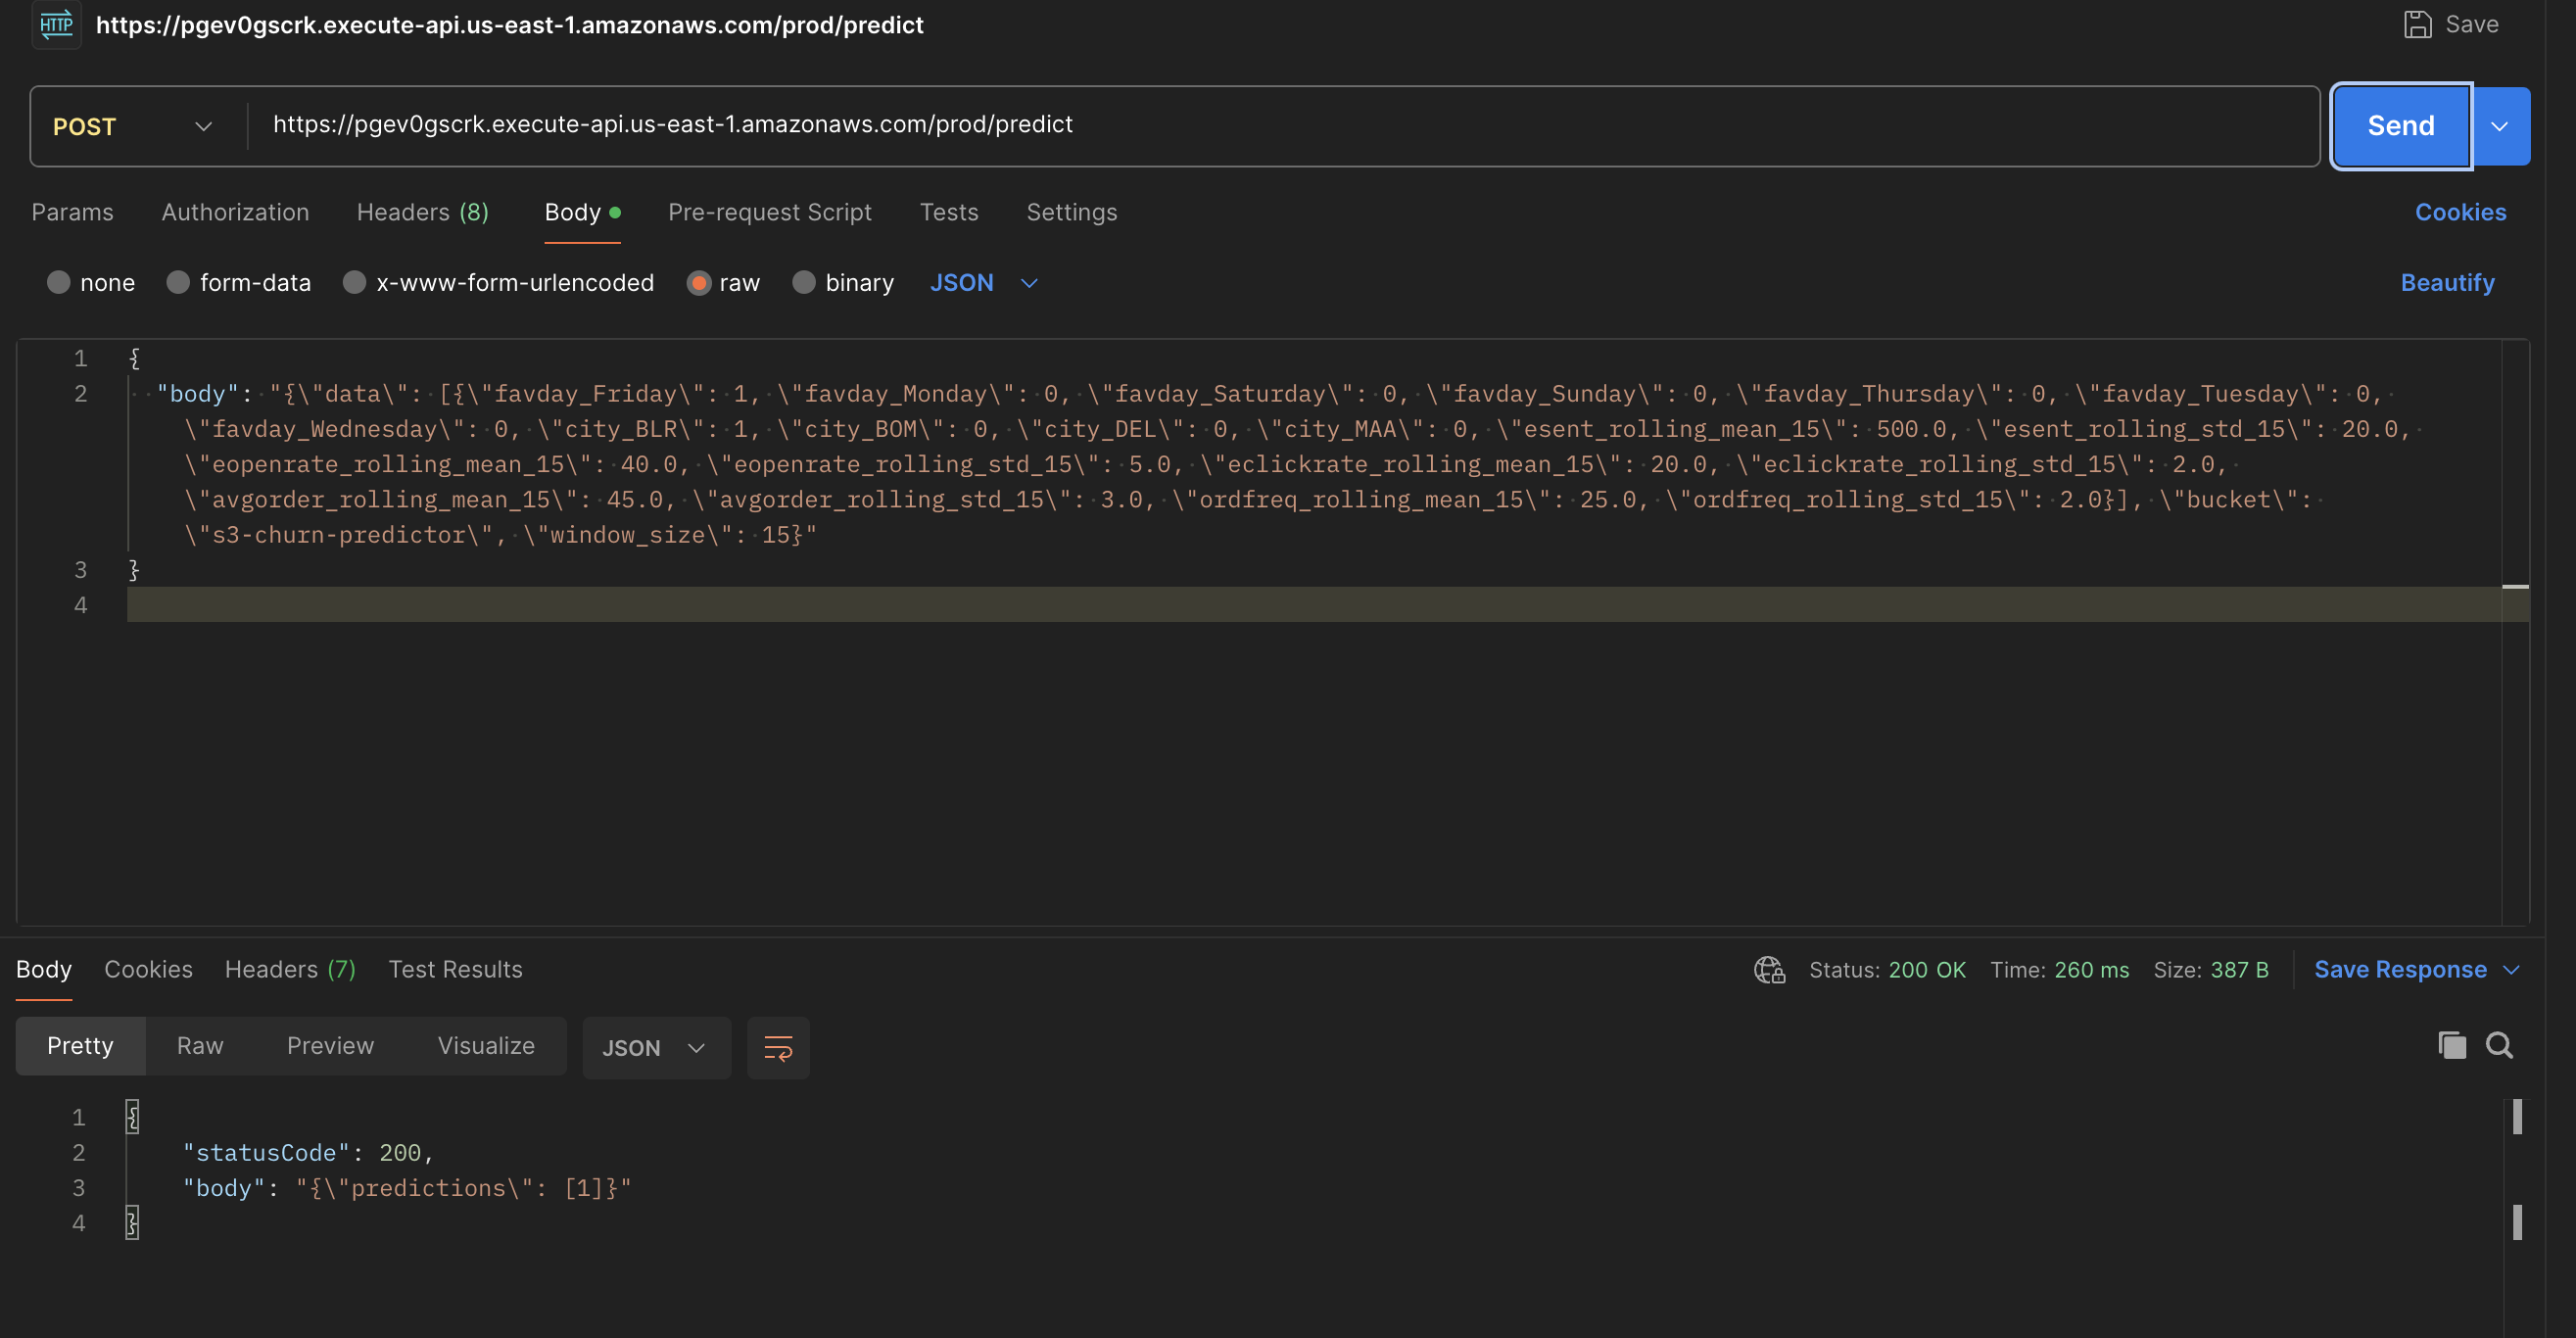 HTTP https://pgev0gscrk.execute-api.us-east-1.amazonaws.com/prod/predict Save
POST https://pgev0gscrk.execute-api.us-east-1.amazonaws.com/prod/predict Send
Params Authorization Headers (8) Body Pre-request Script Tests Settings Cookies
none form-data x-www-form-urlencoded raw binary JSON Beautify
1 {
2 "body": "{\"data\": [{\"favday_Friday\": 1, \"favday_Monday\": 0, \"favday_Saturday\": 0, \"favday_Sunday\": 0, \"favday_Thursday\": 0, \"favday_Tuesday\": 0,
\"favday_Wednesday\": 0, \"city_BLR\": 1, \"city_BOM\": 0, \"city_DEL\": 0, \"city_MAA\": 0, \"esent_rolling_mean_15\": 500.0, \"esent_rolling_std_15\": 20.0,
\"eopenrate_rolling_mean_15\": 40.0, \"eopenrate_rolling_std_15\": 5.0, \"eclickrate_rolling_mean_15\": 20.0, \"eclickrate_rolling_std_15\": 2.0,
\"avgorder_rolling_mean_15\": 45.0, \"avgorder_rolling_std_15\": 3.0, \"ordfreq_rolling_mean_15\": 25.0, \"ordfreq_rolling_std_15\": 2.0}], \"bucket\":
\"s3-churn-predictor\", \"window_size\": 15}"
3 }
4
Body Cookies Headers (7) Test Results Status: 200 OK Time: 260 ms Size: 387 B Save Response
Pretty Raw Preview Visualize JSON
1 {
2 "statusCode": 200,
3 "body": "{\"predictions\": [1]}"
4 }